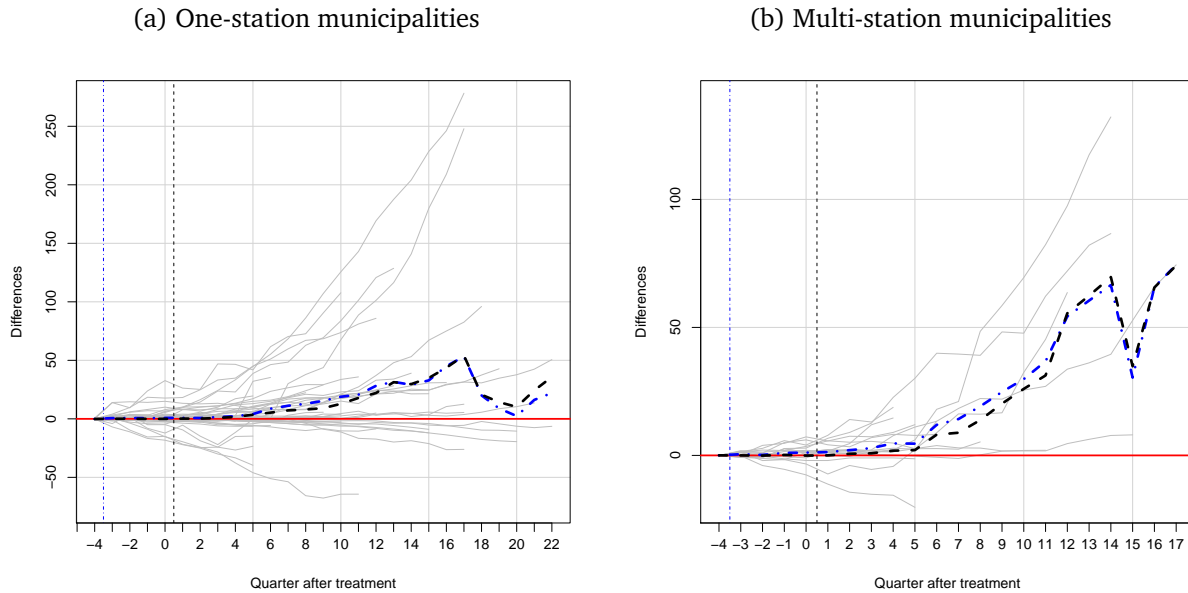 (a) One-station municipalities
Differences
250
200
150
100
50
0
−50
−4 −2 0 2 4 6 8 10 12 14 16 18 20 22
Quarter after treatment
(b) Multi-station municipalities
Differences
100
50
0
−4 −3 −2 −1 0 1 2 3 4 5 6 7 8 9 10 11 12 13 14 15 16 17
Quarter after treatment